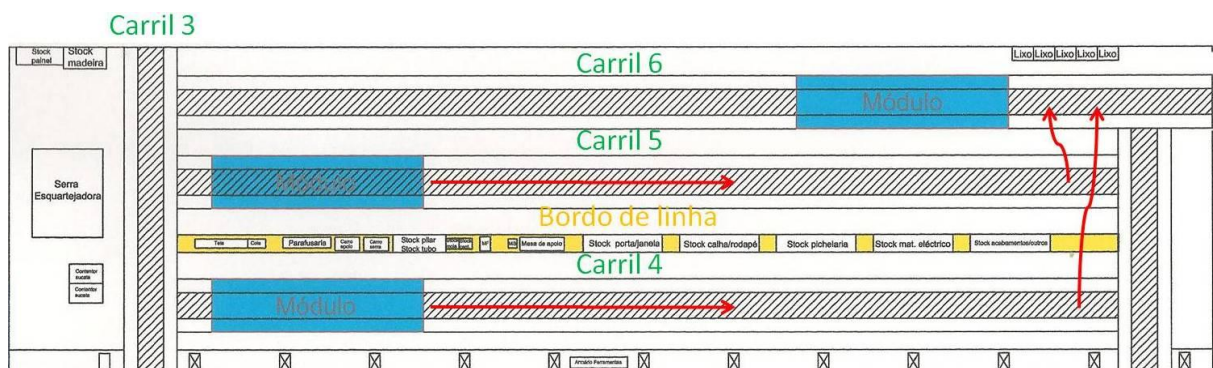 Carril 3
Stock
painel
Stock
madeira
Lixo Lixo Lixo Lixo Lixo
Carril 6
Módulo
Carril 5
Módulo
Serra
Esquartejadora
Bordo de linha
Tela
Cola
Parafusaria
Carro
apoio
Carro
serra
Stock pilar
Stock tubo
MF
Mesa de apoio
Stock porta/janela
Stock calha/rodapé
Stock pichelaria
Stock mat. eléctrico
Stock acabamentos/outros
Carril 4
Contentor
sucata
Contentor
sucata
Módulo
Armário Ferramentas